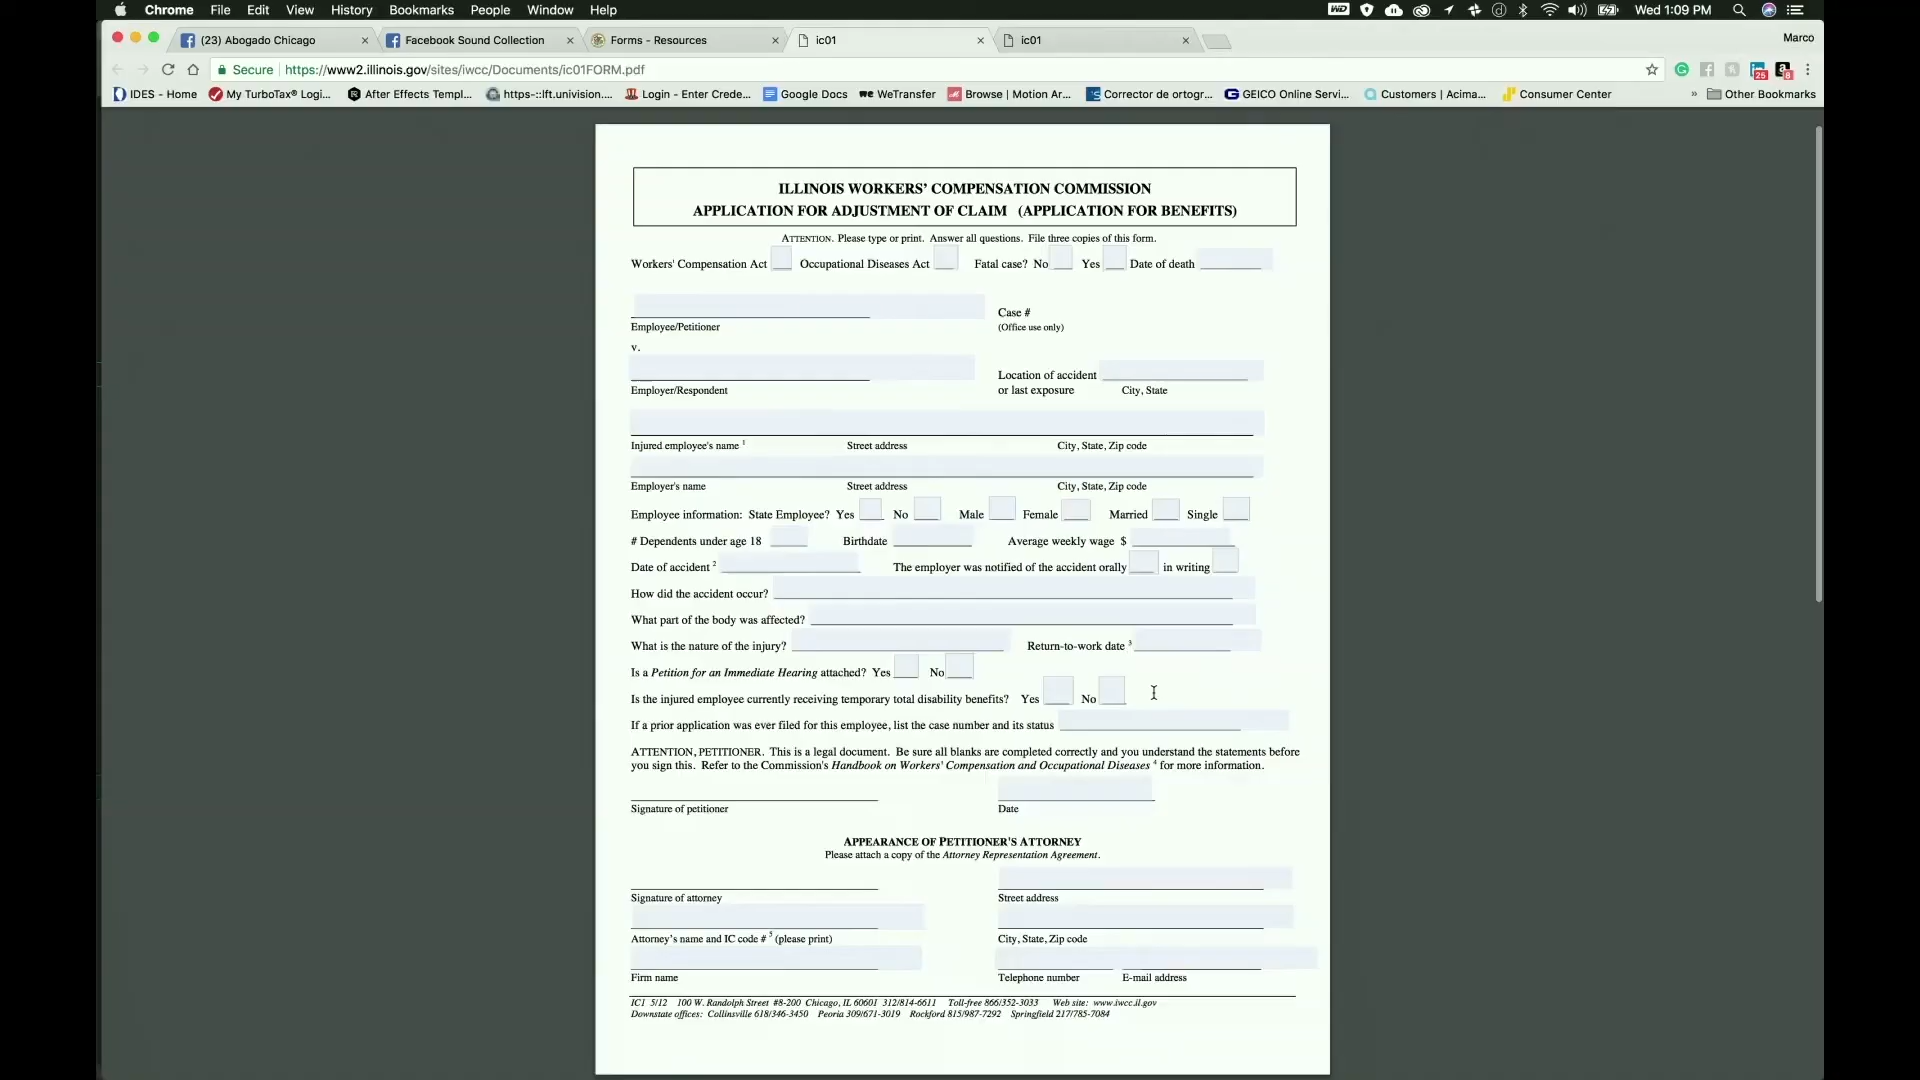 Chrome File Edit View History Bookmarks People Window Help Wed 1:09 PM
(23) Abogado Chicago Facebook Sound Collection Forms - Resources ic01 ic01 Marco
Secure https://www2.illinois.gov/sites/iwcc/Documents/ic01FORM.pdf
IDES - Home My TurboTax® Logi... After Effects Templ... https-:lft.univision.... Login - Enter Crede... Google Docs WeTransfer Browse | Motion Ar... Corrector de ortogr... GEICO Online Servi... Customers | Acima... Consumer Center » Other Bookmarks
ILLINOIS WORKERS' COMPENSATION COMMISSION
APPLICATION FOR ADJUSTMENT OF CLAIM (APPLICATION FOR BENEFITS)
ATTENTION. Please type or print. Answer all questions. File three copies of this form.
Workers' Compensation Act Occupational Diseases Act Fatal case? No Yes Date of death
Case #
Employee/Petitioner (Office use only)
v.
Location of accident
Employer/Respondent or last exposure City, State
Injured employee's name 1 Street address City, State, Zip code
Employer's name Street address City, State, Zip code
Employee information: State Employee? Yes No Male Female Married Single
# Dependents under age 18 Birthdate Average weekly wage $
Date of accident 2 The employer was notified of the accident orally in writing
How did the accident occur?
What part of the body was affected?
What is the nature of the injury? Return-to-work date 3
Is a Petition for an Immediate Hearing attached? Yes No
Is the injured employee currently receiving temporary total disability benefits? Yes No
If a prior application was ever filed for this employee, list the case number and its status
ATTENTION, PETITIONER. This is a legal document. Be sure all blanks are completed correctly and you understand the statements before
you sign this. Refer to the Commission's Handbook on Workers' Compensation and Occupational Diseases 4 for more information.
Signature of petitioner Date
APPEARANCE OF PETITIONER'S ATTORNEY
Please attach a copy of the Attorney Representation Agreement.
Signature of attorney Street address
Attorney's name and IC code # 5 (please print) City, State, Zip code
Firm name Telephone number E-mail address
IC1 5/12 100 W. Randolph Street #8-200 Chicago, IL 60601 312/814-6611 Toll-free 866/352-3033 Web site: www.iwcc.il.gov
Downstate offices: Collinsville 618/346-3450 Peoria 309/671-3019 Rockford 815/987-7292 Springfield 217/785-7084